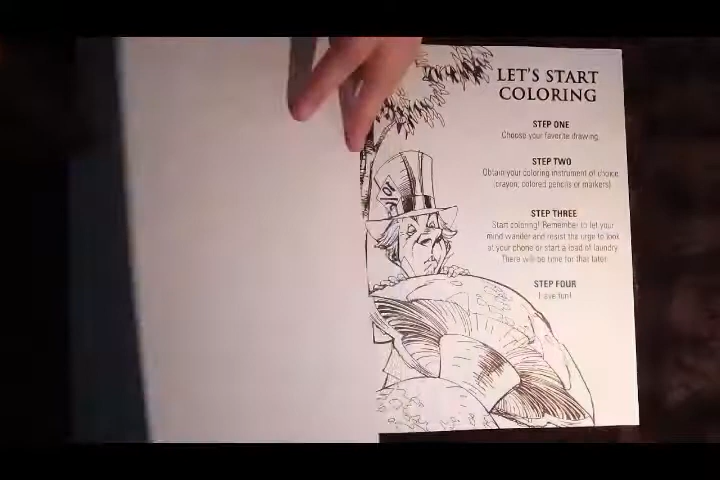 LET'S START
COLORING
STEP ONE
Choose your favorite drawing.
STEP TWO
Obtain your coloring instrument of choice
(crayon, colored pencils or markers)
STEP THREE
Start coloring! Remember to let your
mind wander and resist the urge to look
at your phone or start a load of laundry.
There will be time for that later.
STEP FOUR
Have fun!